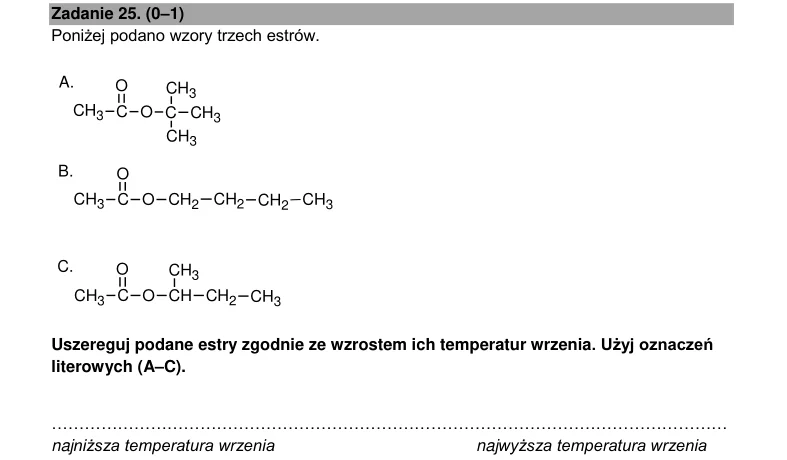 Zadanie 25. (0–1)
Poniżej podano wzory trzech estrów.
A.
O CH₃
CH₃–C–O–C–CH₃
CH₃
B.
O
CH₃–C–O–CH₂–CH₂–CH₂–CH₃
C.
O CH₃
CH₃–C–O–CH–CH₂–CH₃
Uszereguj podane estry zgodnie ze wzrostem ich temperatur wrzenia. Użyj oznaczeń
literowych (A–C).
najniższa temperatura wrzenia najwyższa temperatura wrzenia